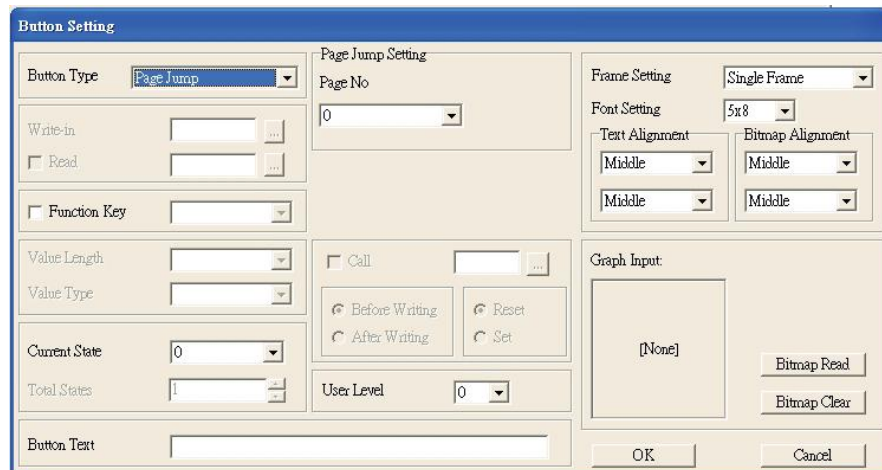 Button Setting
Button Type
Page Jump
Write-in
...
Read
...
Function Key
Value Length
Value Type
Current State
0
Total States
1
Button Text
Page Jump Setting
Page No
0
Call
...
Before Writing
Reset
After Writing
Set
User Level
0
Frame Setting
Single Frame
Font Setting
5x8
Text Alignment
Middle
Middle
Bitmap Alignment
Middle
Middle
Graph Input:
[None]
Bitmap Read
Bitmap Clear
OK
Cancel